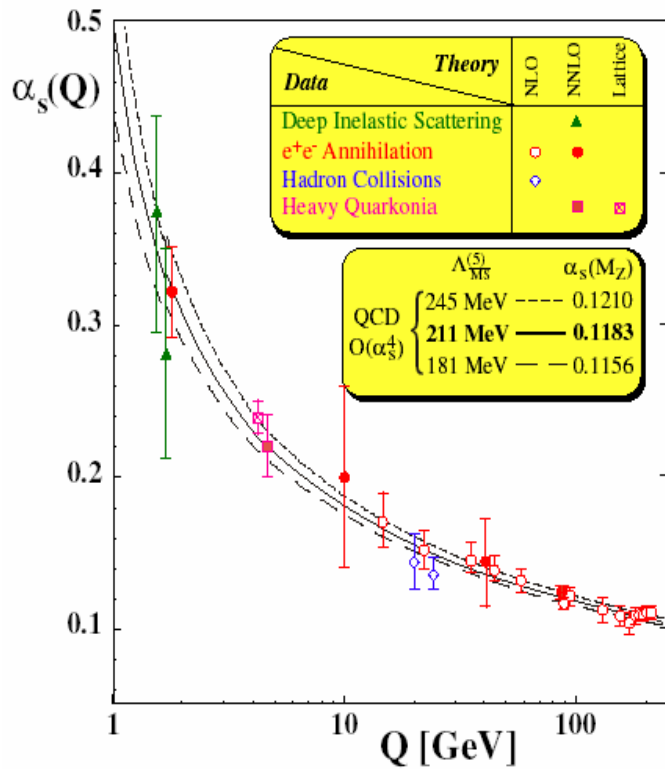 0.5
αs(Q)
Data Theory NLO NNLO Lattice
Deep Inelastic Scattering
e+e- Annihilation
Hadron Collisions
Heavy Quarkonia
0.4
Λ(5)MS αs(MZ)
QCD O(αs4)
245 MeV 0.1210
211 MeV 0.1183
181 MeV 0.1156
0.3
0.2
0.1
1 10 100
Q [GeV]